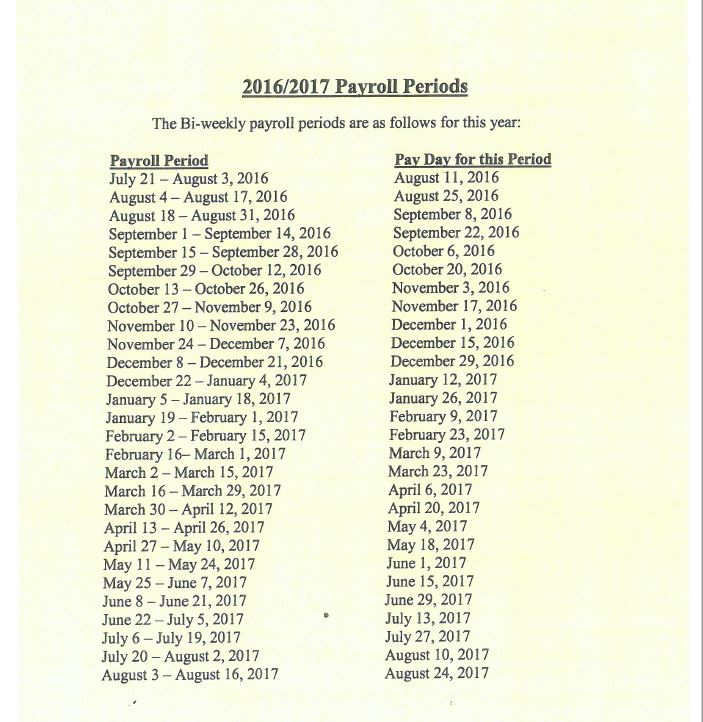 2016/2017 Payroll Periods
The Bi-weekly payroll periods are as follows for this year:
Payroll Period Pay Day for this Period
July 21 – August 3, 2016 August 11, 2016
August 4 – August 17, 2016 August 25, 2016
August 18 – August 31, 2016 September 8, 2016
September 1 – September 14, 2016 September 22, 2016
September 15 – September 28, 2016 October 6, 2016
September 29 – October 12, 2016 October 20, 2016
October 13 – October 26, 2016 November 3, 2016
October 27 – November 9, 2016 November 17, 2016
November 10 – November 23, 2016 December 1, 2016
November 24 – December 7, 2016 December 15, 2016
December 8 – December 21, 2016 December 29, 2016
December 22 – January 4, 2017 January 12, 2017
January 5 – January 18, 2017 January 26, 2017
January 19 – February 1, 2017 February 9, 2017
February 2 – February 15, 2017 February 23, 2017
February 16– March 1, 2017 March 9, 2017
March 2 – March 15, 2017 March 23, 2017
March 16 – March 29, 2017 April 6, 2017
March 30 – April 12, 2017 April 20, 2017
April 13 – April 26, 2017 May 4, 2017
April 27 – May 10, 2017 May 18, 2017
May 11 – May 24, 2017 June 1, 2017
May 25 – June 7, 2017 June 15, 2017
June 8 – June 21, 2017 June 29, 2017
June 22 – July 5, 2017 July 13, 2017
July 6 – July 19, 2017 July 27, 2017
July 20 – August 2, 2017 August 10, 2017
August 3 – August 16, 2017 August 24, 2017